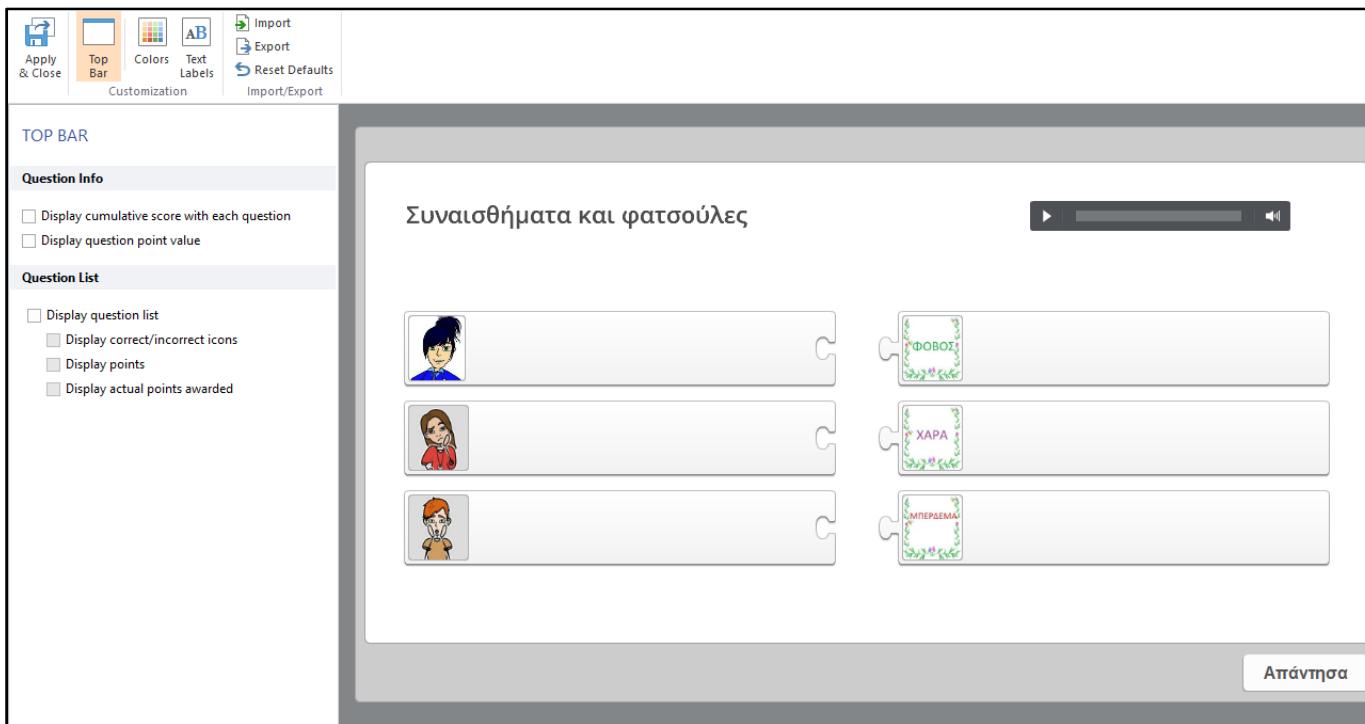 Apply
& Close
Top
Bar
Colors
Text
Labels
AB
Import
Export
Reset Defaults
Customization
Import/Export
TOP BAR
Question Info
Display cumulative score with each question
Display question point value
Question List
Display question list
Display correct/incorrect icons
Display points
Display actual points awarded
Συναισθήματα και φατσούλες
ΦΟΒΟΣ
ΧΑΡΑ
ΜΠΕΡΔΕΜΑ
Απάντησα